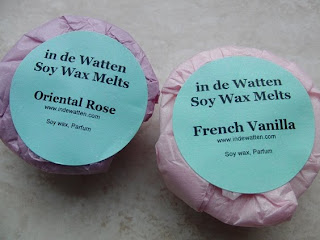 in de Watten
Soy Wax Melts
Oriental Rose
www.indewatten.com
Soy wax, Parfum
in de Watten
Soy Wax Melts
French Vanilla
www.indewatten.com
Soy wax, Parfum